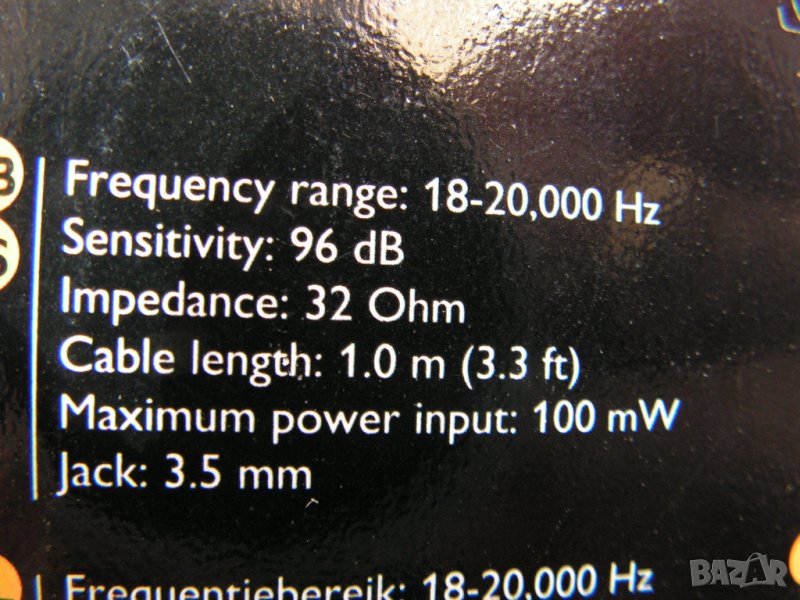 Frequency range: 18-20,000 Hz
Sensitivity: 96 dB
Impedance: 32 Ohm
Cable length: 1.0 m (3.3 ft)
Maximum power input: 100 mW
Jack: 3.5 mm
Frequentiebereik: 18-20,000 Hz
BAZAR